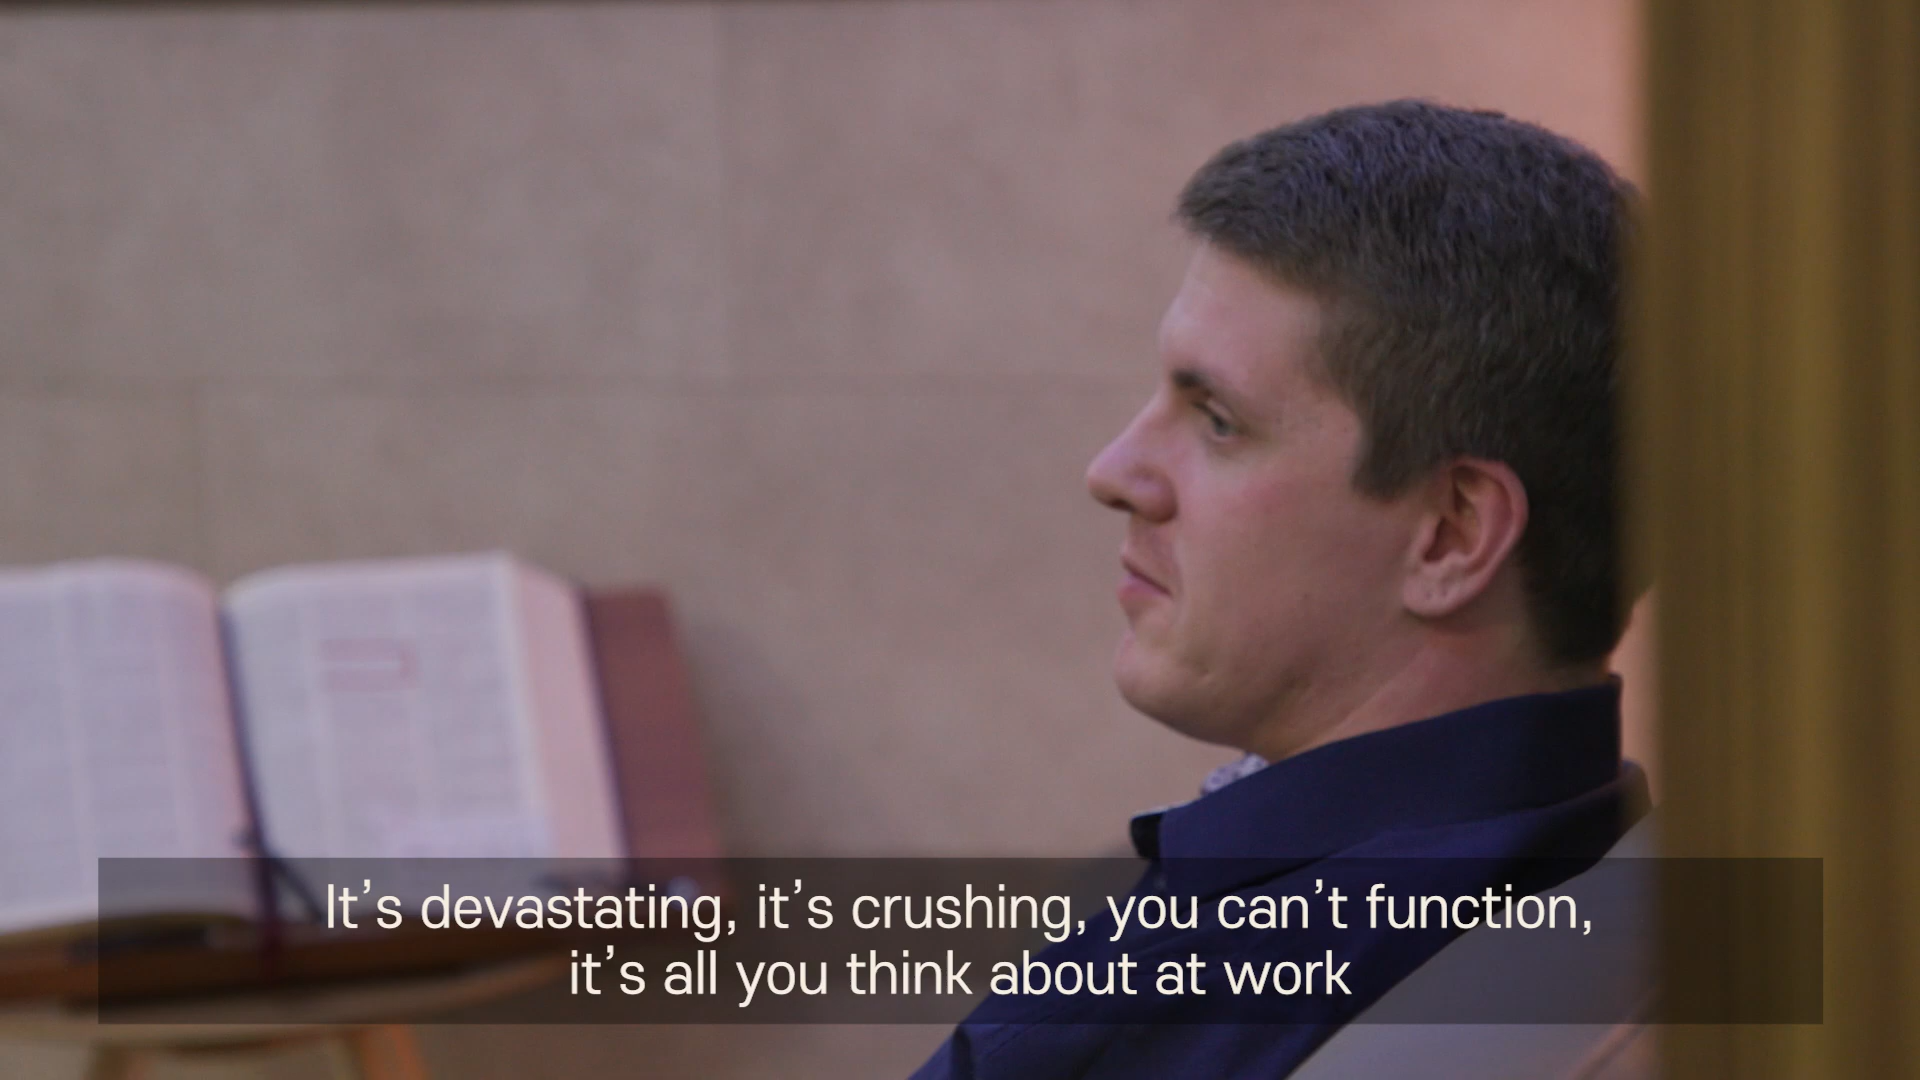 It’s devastating, it’s crushing, you can’t function,
it’s all you think about at work